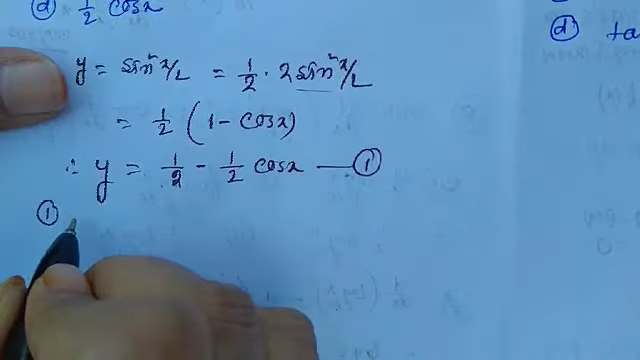 ⓓ 1/2 cosx
y = sin²x/2 = 1/2 · 2sin²x/2
= 1/2 (1 - cosx)
∴ y = 1/2 - 1/2 cosx —①
①
ⓓ ta